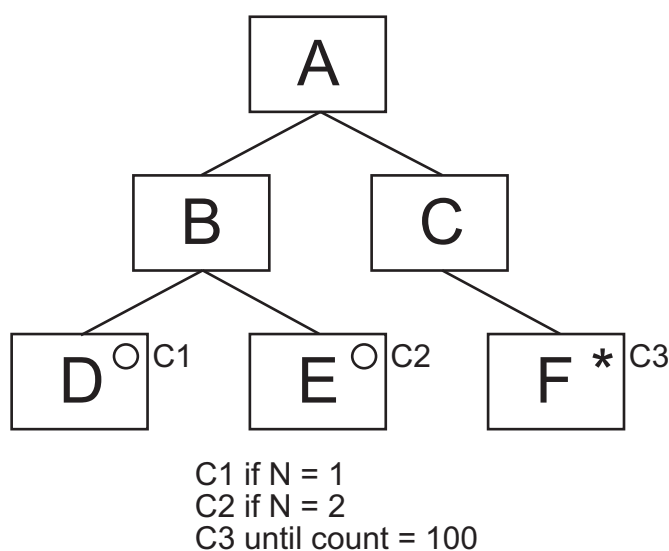 A
B C
D C1 E C2 F * C3
C1 if N = 1
C2 if N = 2
C3 until count = 100